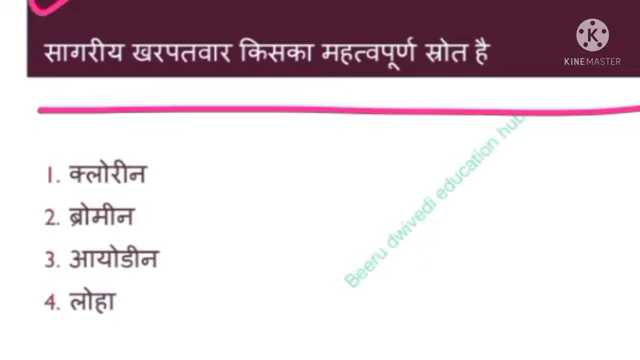 सागरीय खरपतवार किसका महत्वपूर्ण स्रोत है
KINEMASTER
1. क्लोरीन
2. ब्रोमीन
3. आयोडीन
4. लोहा
Beeru dwivedi education hub